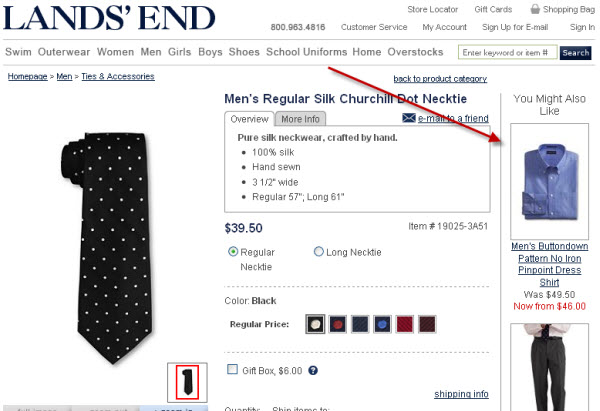 LANDS' END
Store Locator Gift Cards Shopping Bag
800.963.4816 Customer Service My Account Sign Up for E-mail Sign In
Swim Outerwear Women Men Girls Boys Shoes School Uniforms Home Overstocks Enter keyword or item # Search
Homepage > Men > Ties & Accessories
back to product category
Men's Regular Silk Churchill Dot Necktie
Overview More Info e-mail to a friend
Pure silk neckwear, crafted by hand.
• 100% silk
• Hand sewn
• 3 1/2" wide
• Regular 57"; Long 61"
$39.50 Item # 19025-3A51
Regular Necktie Long Necktie
Color: Black
Regular Price:
Gift Box, $6.00 ?
shipping info
Quantity: Ship items to:
You Might Also
Like
Men's Buttondown
Pattern No Iron
Pinpoint Dress
Shirt
Was $49.50
Now from $46.00